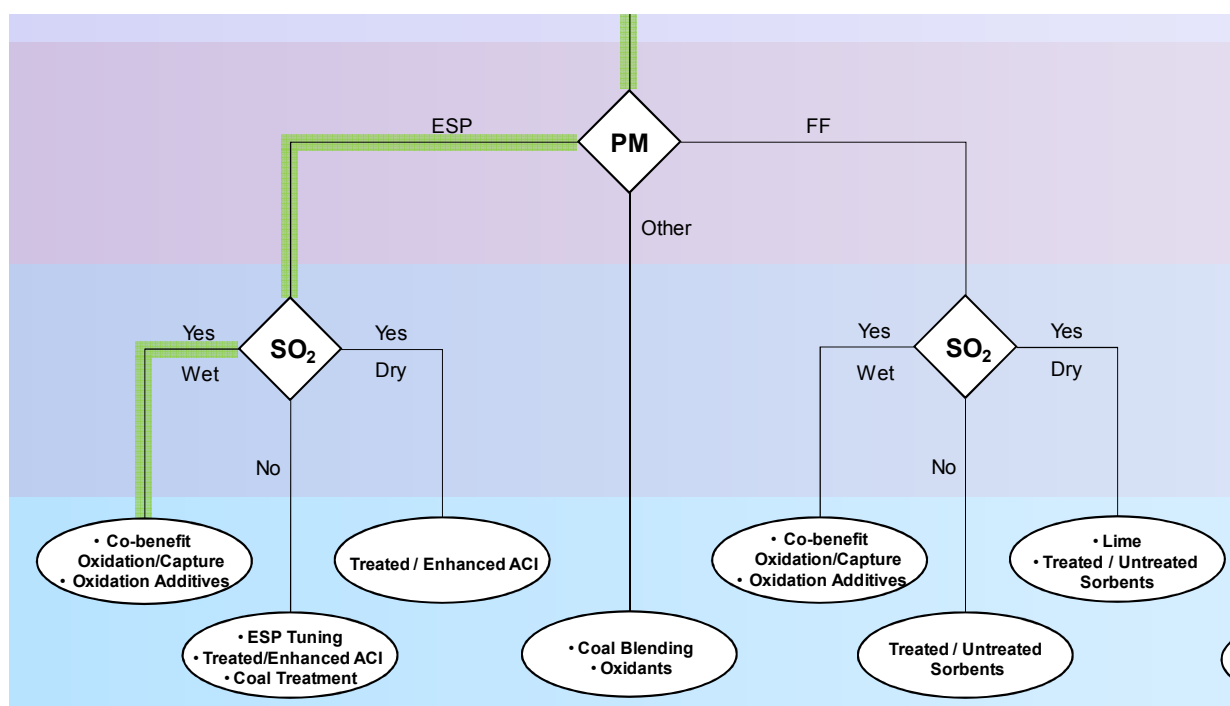 ESP
PM
FF
Other
Yes
Wet
SO₂
Yes
Dry
No
Yes
Wet
SO₂
Yes
Dry
No
• Co-benefit
Oxidation/Capture
• Oxidation Additives
Treated / Enhanced ACI
• Co-benefit
Oxidation/Capture
• Oxidation Additives
• Lime
• Treated / Untreated
Sorbents
• ESP Tuning
• Treated/Enhanced ACI
• Coal Treatment
• Coal Blending
• Oxidants
Treated / Untreated
Sorbents